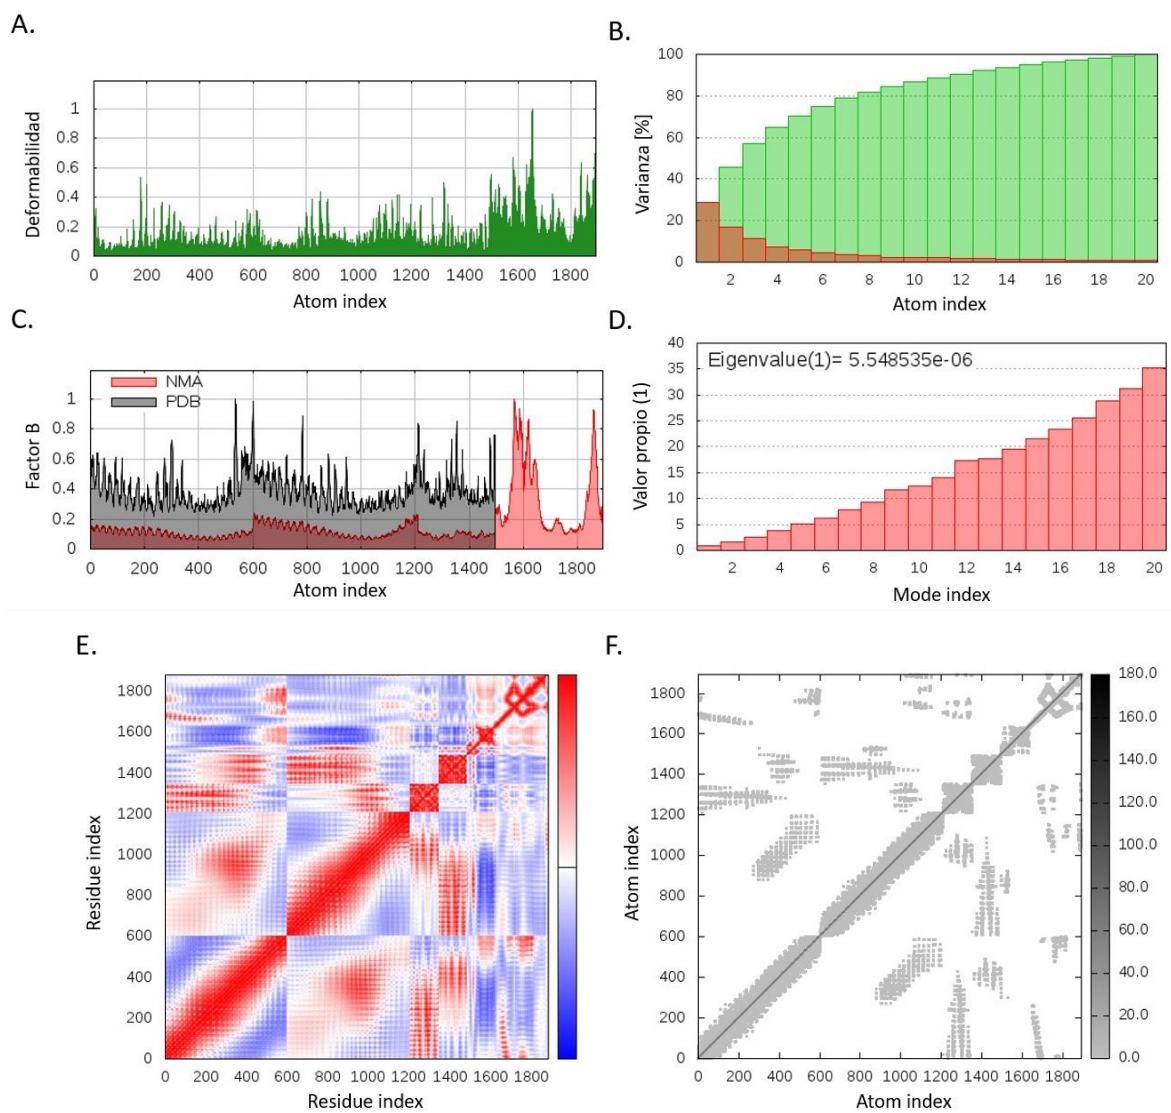 A.
Deformabilidad
1
0.8
0.6
0.4
0.2
0
0 200 400 600 800 1000 1200 1400 1600 1800
Atom index
B.
Varianza [%]
100
80
60
40
20
0
2 4 6 8 10 12 14 16 18 20
Atom index
C.
Factor B
NMA
PDB
1
0.8
0.6
0.4
0.2
0
0 200 400 600 800 1000 1200 1400 1600 1800
Atom index
D.
Valor propio (1)
Eigenvalue(1)= 5.548535e-06
40
35
30
25
20
15
10
5
0
2 4 6 8 10 12 14 16 18 20
Mode index
E.
Residue index
1800
1600
1400
1200
1000
800
600
400
200
0
0 200 400 600 800 1000 1200 1400 1600 1800
Residue index
F.
Atom index
1800
1600
1400
1200
1000
800
600
400
200
0
0 200 400 600 800 1000 1200 1400 1600 1800
Atom index
180.0
160.0
140.0
120.0
100.0
80.0
60.0
40.0
20.0
0.0